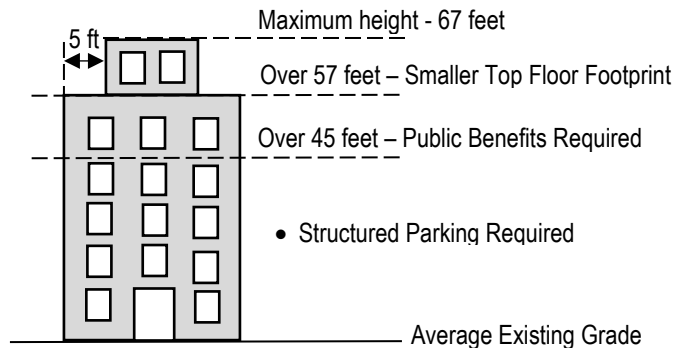 Maximum height - 67 feet
5 ft
Over 57 feet – Smaller Top Floor Footprint
Over 45 feet – Public Benefits Required
• Structured Parking Required
Average Existing Grade